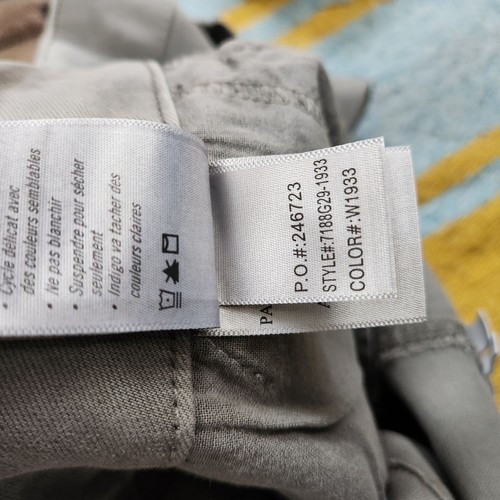 • Cycle délicat avec
des couleurs semblables
• Ne pas blanchir
• Suspendre pour sécher
seulement
• Indigo va tacher des
couleurs claires
P.O.#:246723
STYLE#:7188G29-1933
COLOR#:W1933
PA